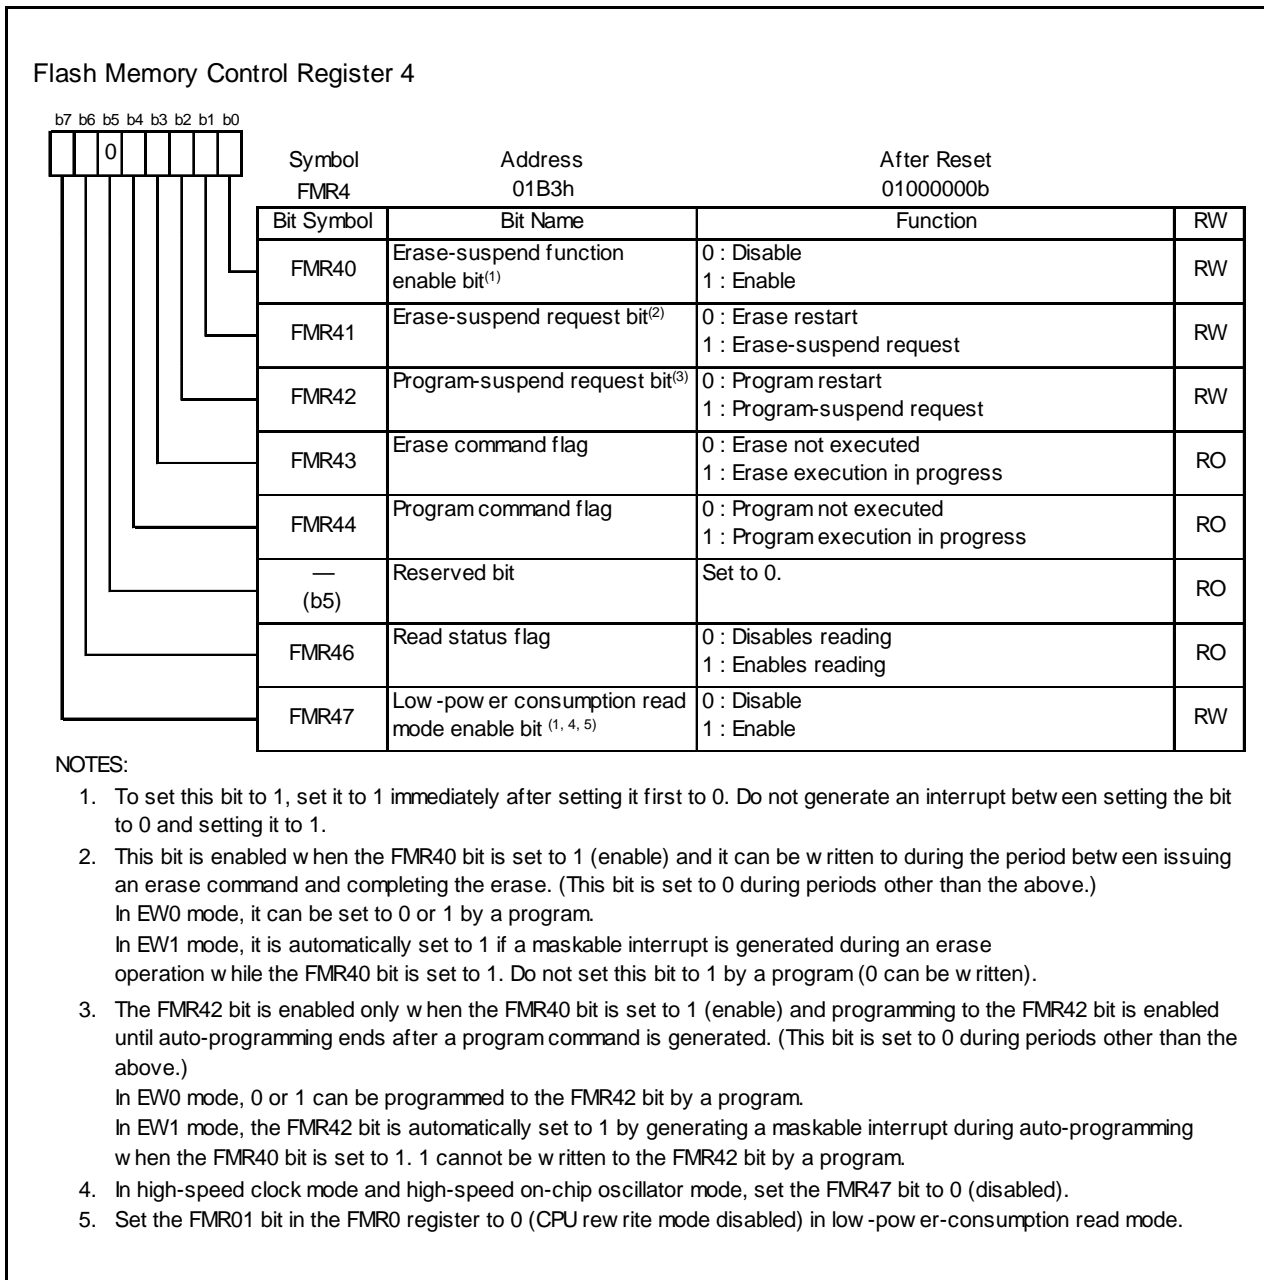 Flash Memory Control Register 4
b7 b6 b5 b4 b3 b2 b1 b0
0
Symbol Address After Reset
FMR4 01B3h 01000000b
Bit Symbol Bit Name Function RW
FMR40 Erase-suspend function enable bit(1) 0 : Disable RW
1 : Enable
FMR41 Erase-suspend request bit(2) 0 : Erase restart RW
1 : Erase-suspend request
FMR42 Program-suspend request bit(3) 0 : Program restart RW
1 : Program-suspend request
FMR43 Erase command flag 0 : Erase not executed RO
1 : Erase execution in progress
FMR44 Program command flag 0 : Program not executed RO
1 : Program execution in progress
— (b5) Reserved bit Set to 0. RO
FMR46 Read status flag 0 : Disables reading RO
1 : Enables reading
FMR47 Low-power consumption read mode enable bit (1, 4, 5) 0 : Disable RW
1 : Enable
NOTES:
1. To set this bit to 1, set it to 1 immediately after setting it first to 0. Do not generate an interrupt between setting the bit
to 0 and setting it to 1.
2. This bit is enabled when the FMR40 bit is set to 1 (enable) and it can be written to during the period between issuing
an erase command and completing the erase. (This bit is set to 0 during periods other than the above.)
In EW0 mode, it can be set to 0 or 1 by a program.
In EW1 mode, it is automatically set to 1 if a maskable interrupt is generated during an erase
operation while the FMR40 bit is set to 1. Do not set this bit to 1 by a program (0 can be written).
3. The FMR42 bit is enabled only when the FMR40 bit is set to 1 (enable) and programming to the FMR42 bit is enabled
until auto-programming ends after a program command is generated. (This bit is set to 0 during periods other than the
above.)
In EW0 mode, 0 or 1 can be programmed to the FMR42 bit by a program.
In EW1 mode, the FMR42 bit is automatically set to 1 by generating a maskable interrupt during auto-programming
when the FMR40 bit is set to 1. 1 cannot be written to the FMR42 bit by a program.
4. In high-speed clock mode and high-speed on-chip oscillator mode, set the FMR47 bit to 0 (disabled).
5. Set the FMR01 bit in the FMR0 register to 0 (CPU rewrite mode disabled) in low-power-consumption read mode.